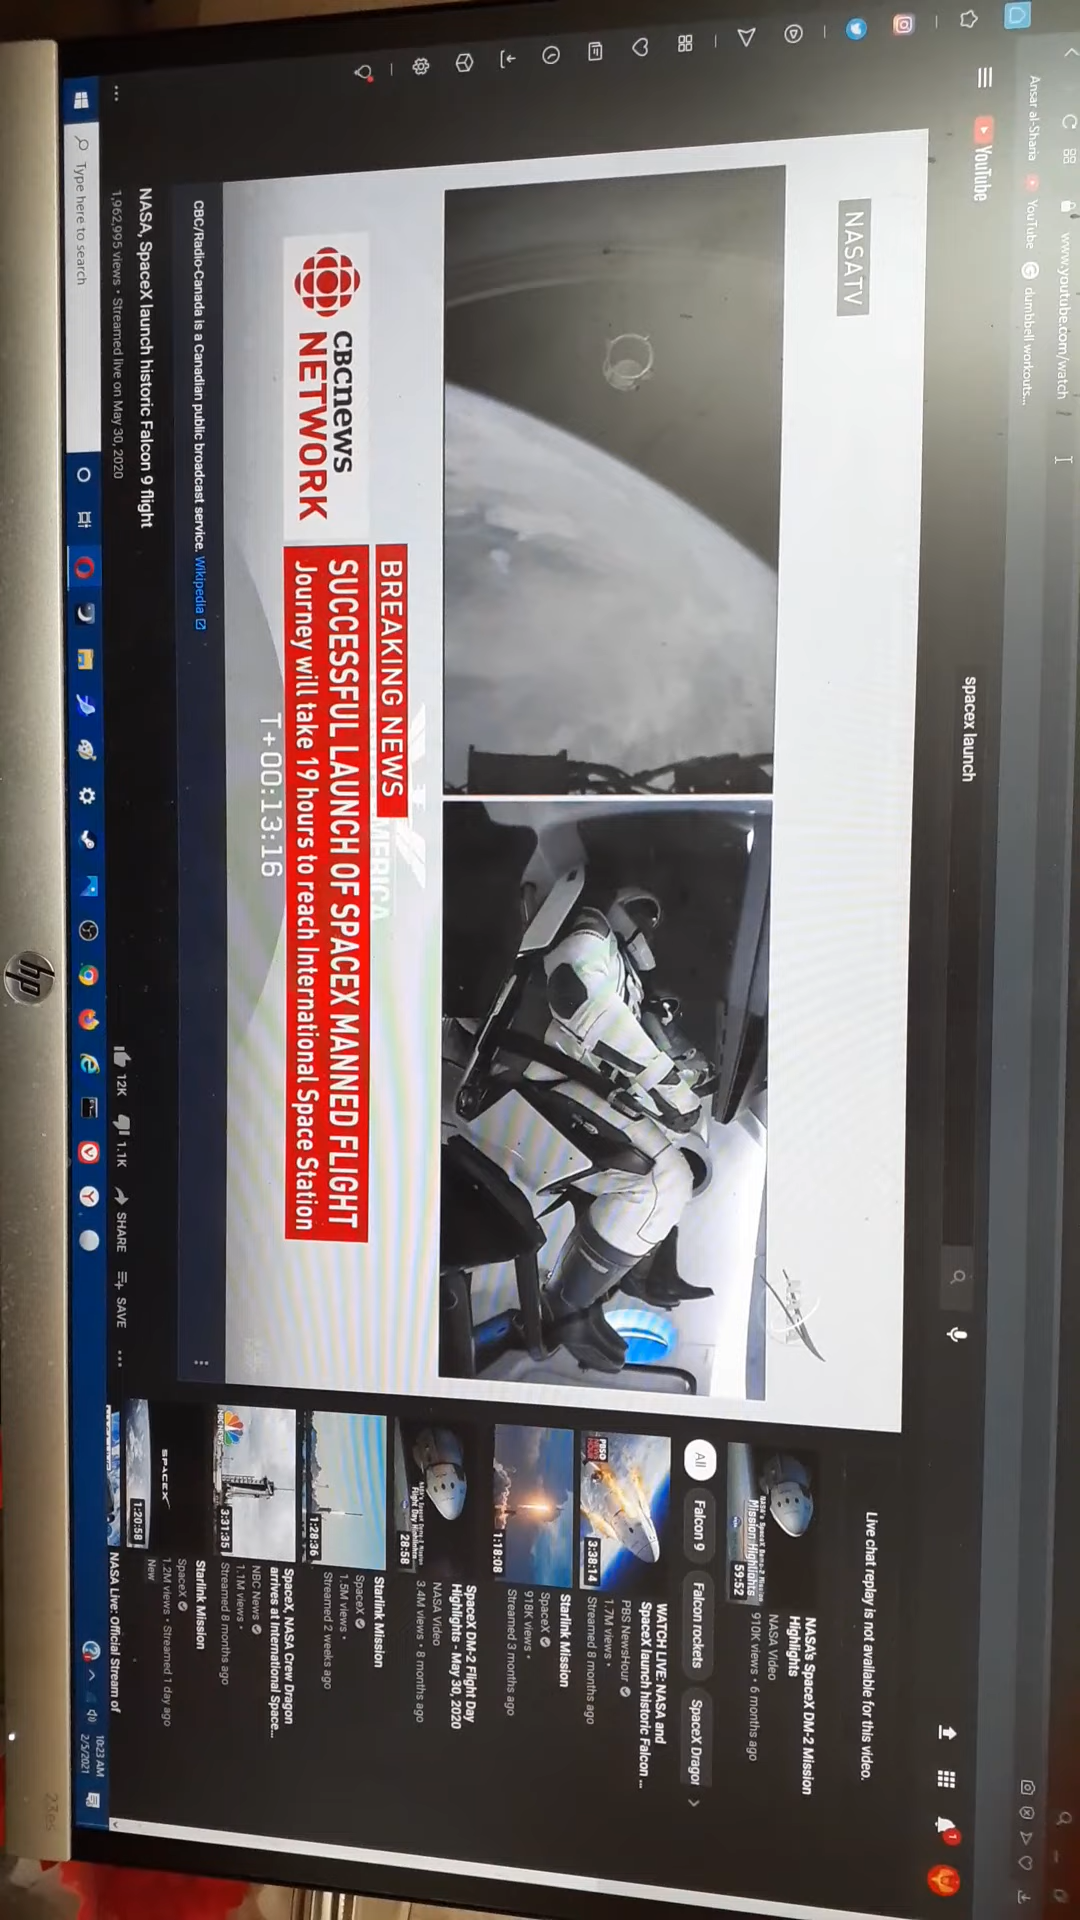 www.youtube.com/watch
Ansar al-Sharia
YouTube
dumbbell workouts...
YouTube
spacex launch
1
NASATV
BREAKING NEWS
CBCnews
NETWORK
SUCCESSFUL LAUNCH OF SPACEX MANNED FLIGHT
Journey will take 19 hours to reach International Space Station
T+00:13:16
CBC/Radio-Canada is a Canadian public broadcast service. Wikipedia
NASA, SpaceX launch historic Falcon 9 flight
1,962,995 views • Streamed live on May 30, 2020
12K
1.1K
SHARE
SAVE
Live chat replay is not available for this video.
NASA's SpaceX DM-2 Mission
Highlights
NASA Video
910K views • 6 months ago
Mission Highlights
59:52
All
Falcon 9
Falcon rockets
SpaceX Dragon
WATCH LIVE: NASA and
SpaceX launch historic Falcon ...
PBS NewsHour
1.7M views •
Streamed 8 months ago
3:38:14
Starlink Mission
SpaceX
918K views •
Streamed 3 months ago
1:18:08
SpaceX DM-2 Flight Day
Highlights - May 30, 2020
NASA Video
3.4M views • 8 months ago
Flight Day Highlights
28:58
Starlink Mission
SpaceX
1.5M views •
Streamed 2 weeks ago
1:28:36
SpaceX, NASA Crew Dragon
arrives at International Space...
NBC News
1.1M views •
Streamed 8 months ago
NBC NEWS
3:31:35
Starlink Mission
SpaceX
1.2M views • Streamed 1 day ago
New
SPACEX
1:20:58
NASA Live: Official Stream of
Type here to search
10:23 AM
2/5/2021
hp